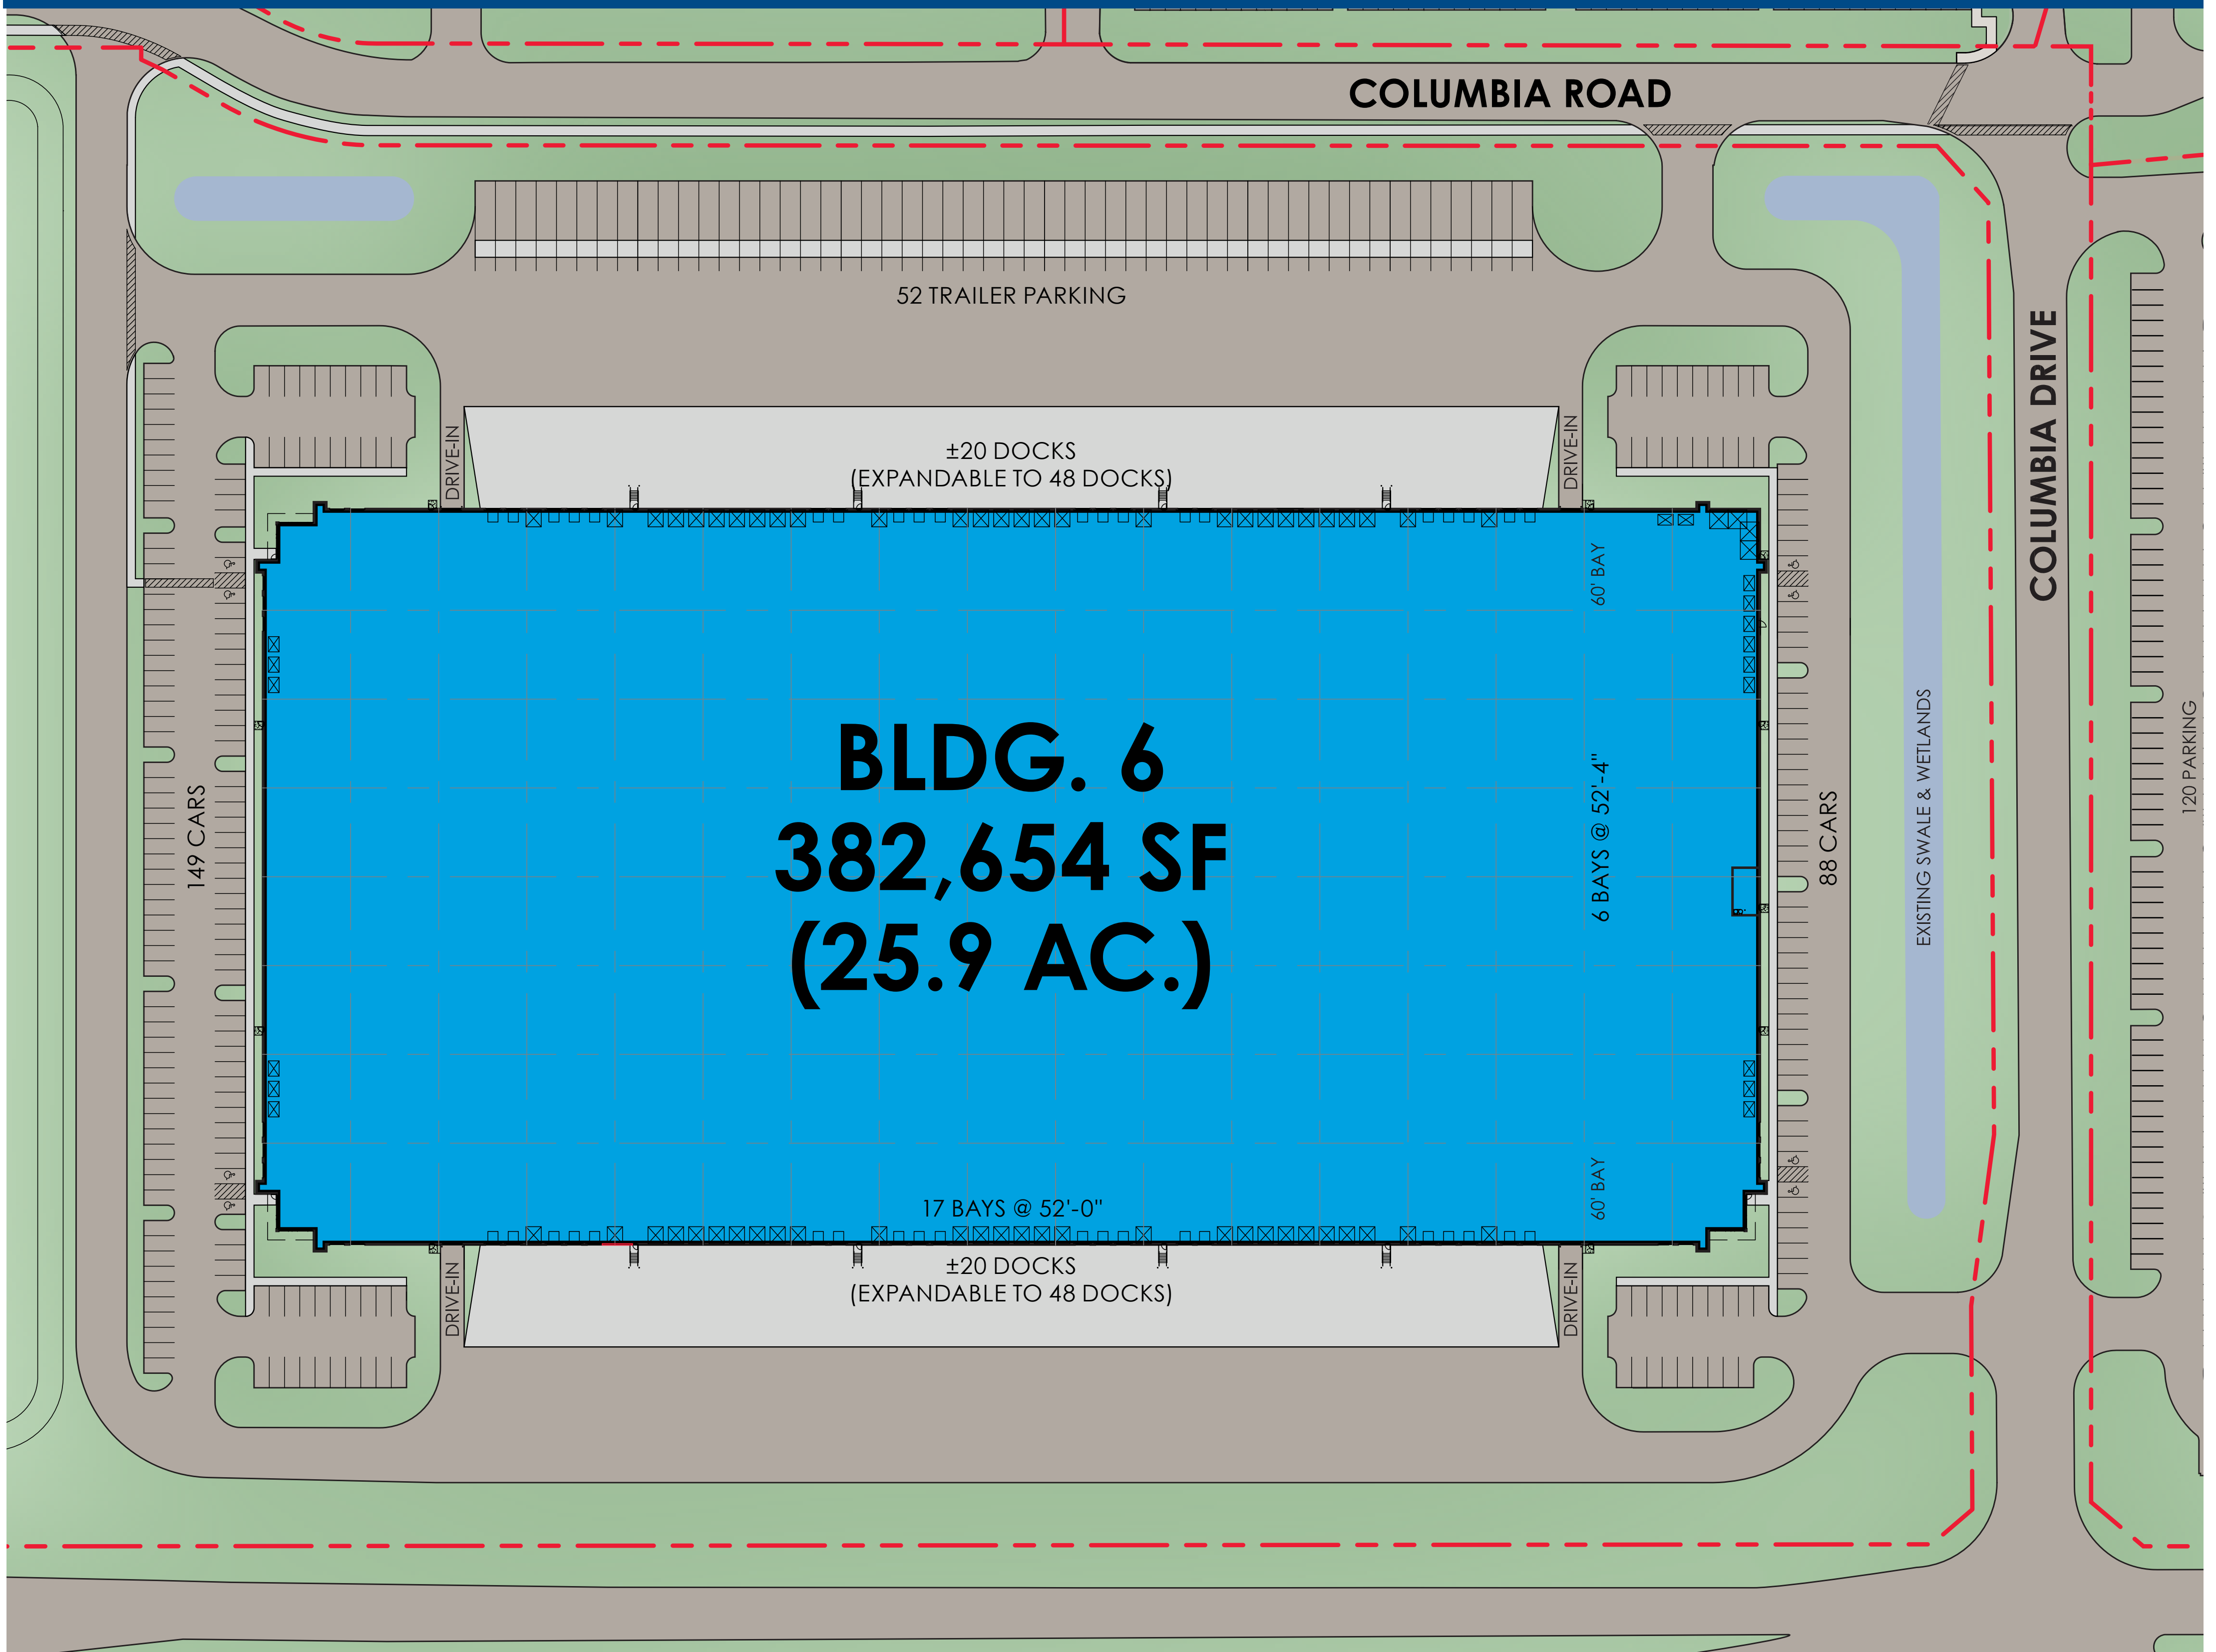 COLUMBIA ROAD
52 TRAILER PARKING
COLUMBIA DRIVE
DRIVE-IN
±20 DOCKS
(EXPANDABLE TO 48 DOCKS)
DRIVE-IN
60' BAY
BLDG. 6
382,654 SF
(25.9 AC.)
6 BAYS @ 52'-4"
149 CARS
88 CARS
EXISTING SWALE & WETLANDS
120 PARKING
17 BAYS @ 52'-0"
60' BAY
DRIVE-IN
±20 DOCKS
(EXPANDABLE TO 48 DOCKS)
DRIVE-IN